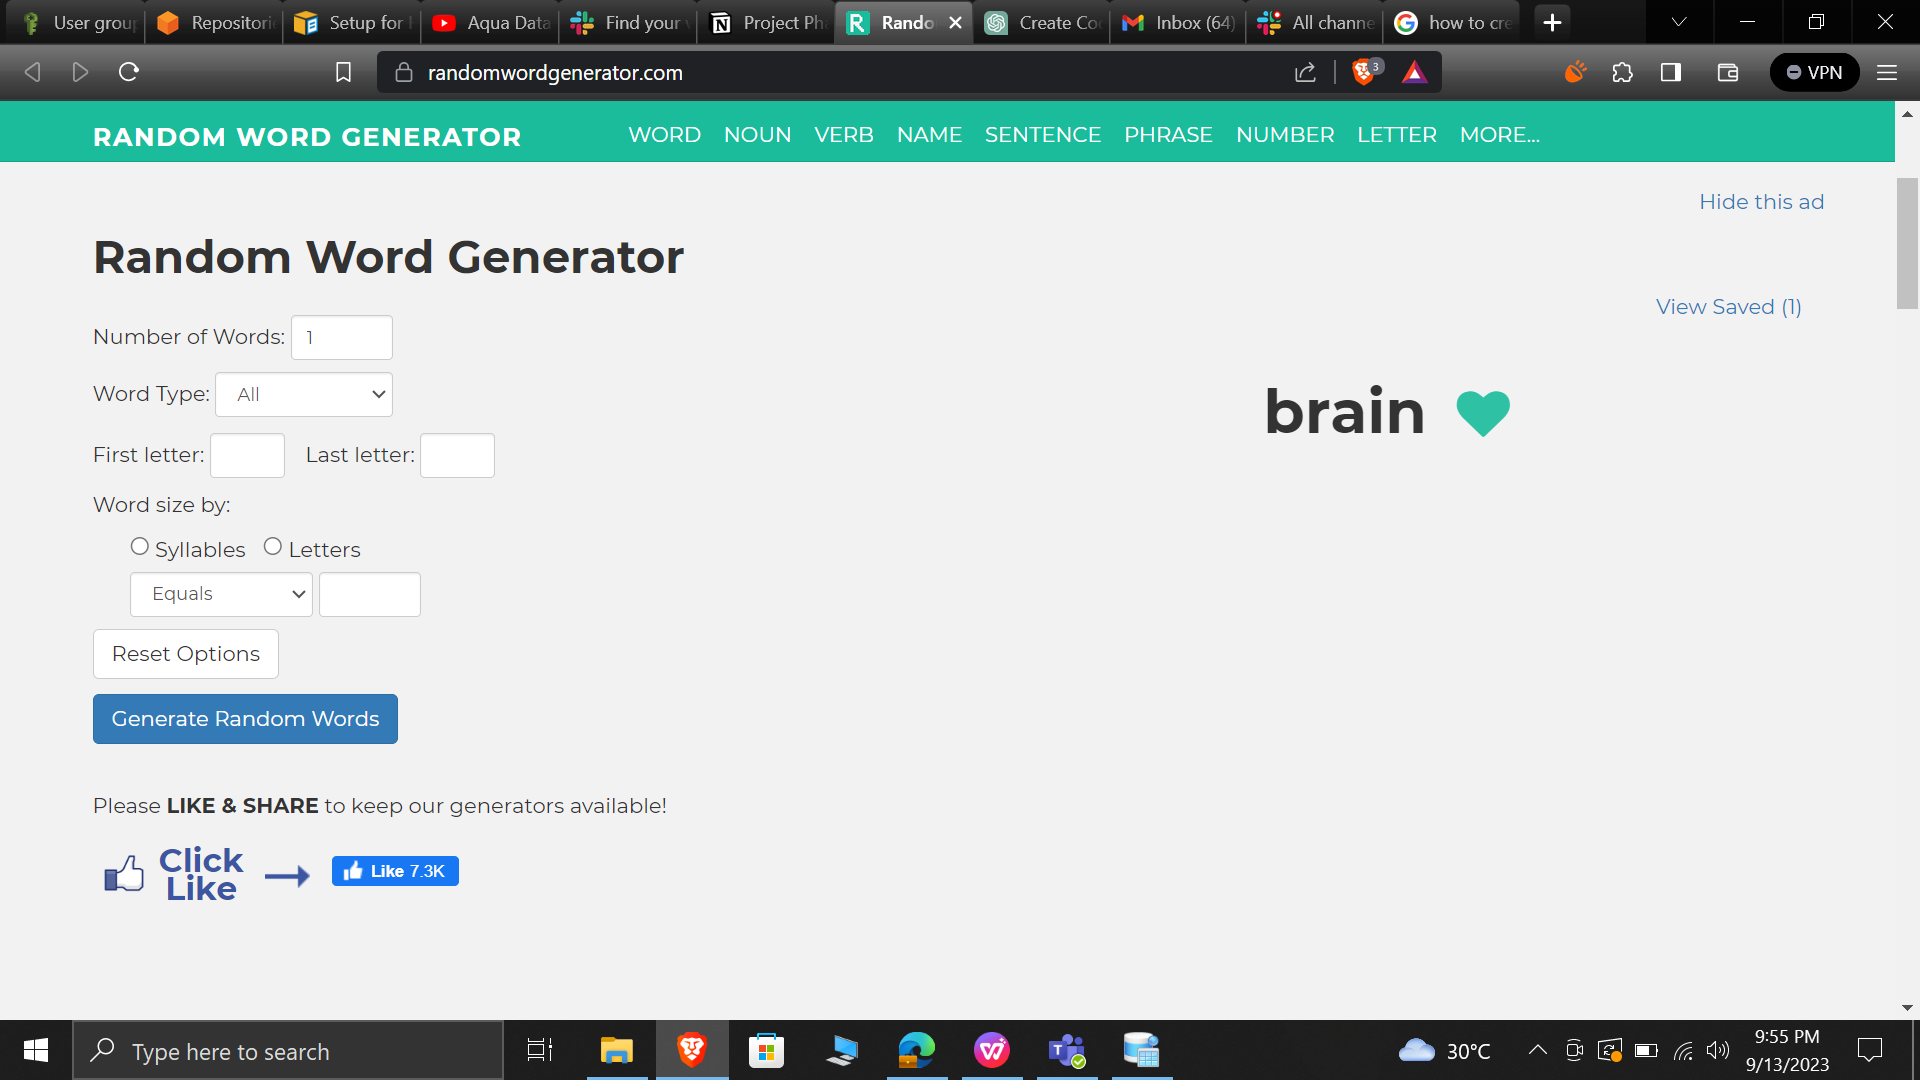 User grou
Repositori
Setup for
Aqua Data
Find your
Project Ph
Rando
Create Co
Inbox (64)
All channe
how to cre
randomwordgenerator.com
3
VPN
RANDOM WORD GENERATOR
WORD NOUN VERB NAME SENTENCE PHRASE NUMBER LETTER MORE...
Hide this ad
Random Word Generator
View Saved (1)
Number of Words: 1
Word Type: All
brain
First letter: Last letter:
Word size by:
Syllables Letters
Equals
Reset Options
Generate Random Words
Please LIKE & SHARE to keep our generators available!
Click
Like
Like 7.3K
Type here to search
30°C
9:55 PM
9/13/2023